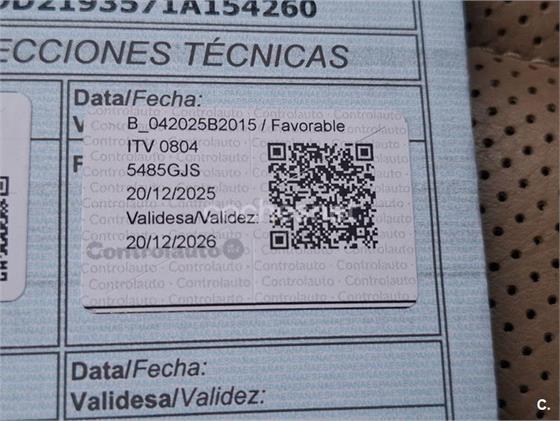 D2193571A154260
ECCIONES TÉCNICAS
Data/Fecha:
V
F
B_042025B2015 / Favorable
ITV 0804
5485GJS
20/12/2025
Validesa/Validez:
20/12/2026
Controlauto
Data/Fecha:
Validesa/Validez:
C.